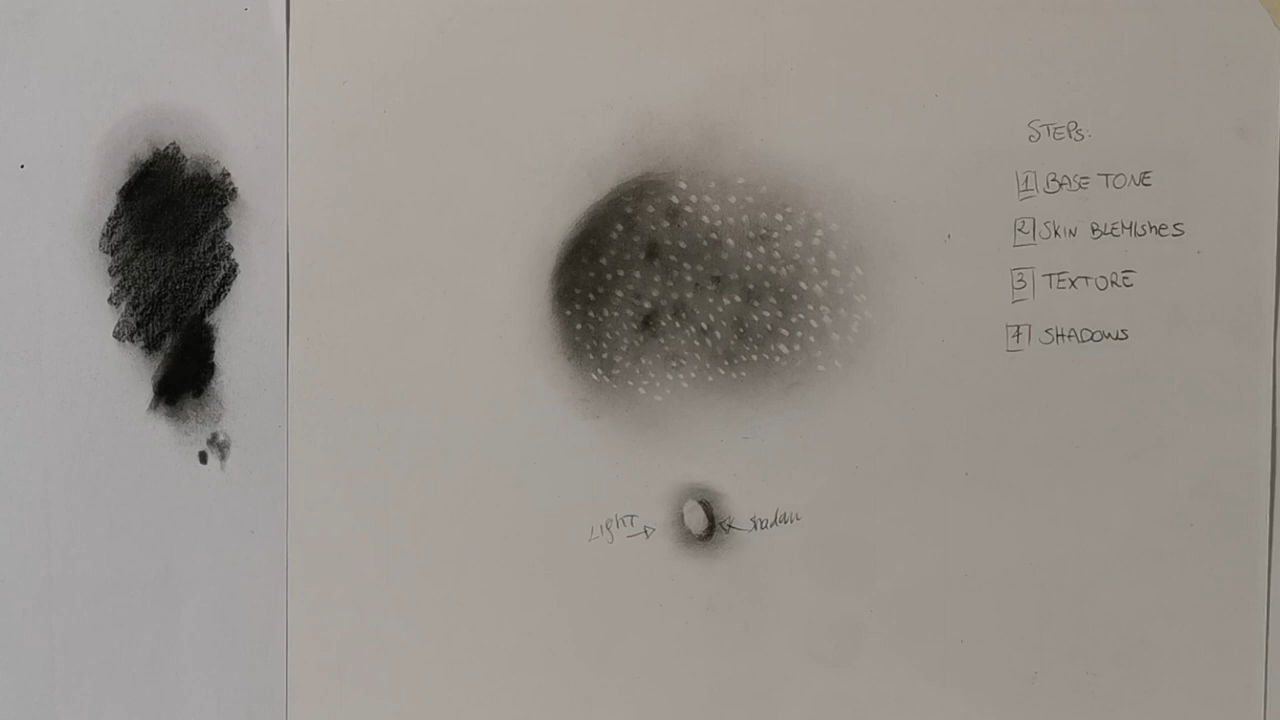 STEPS:
1 BASE TONE
2 SKIN BLEMIShES
3 TEXTURE
4 SHADOWS
LIGHT
shadow